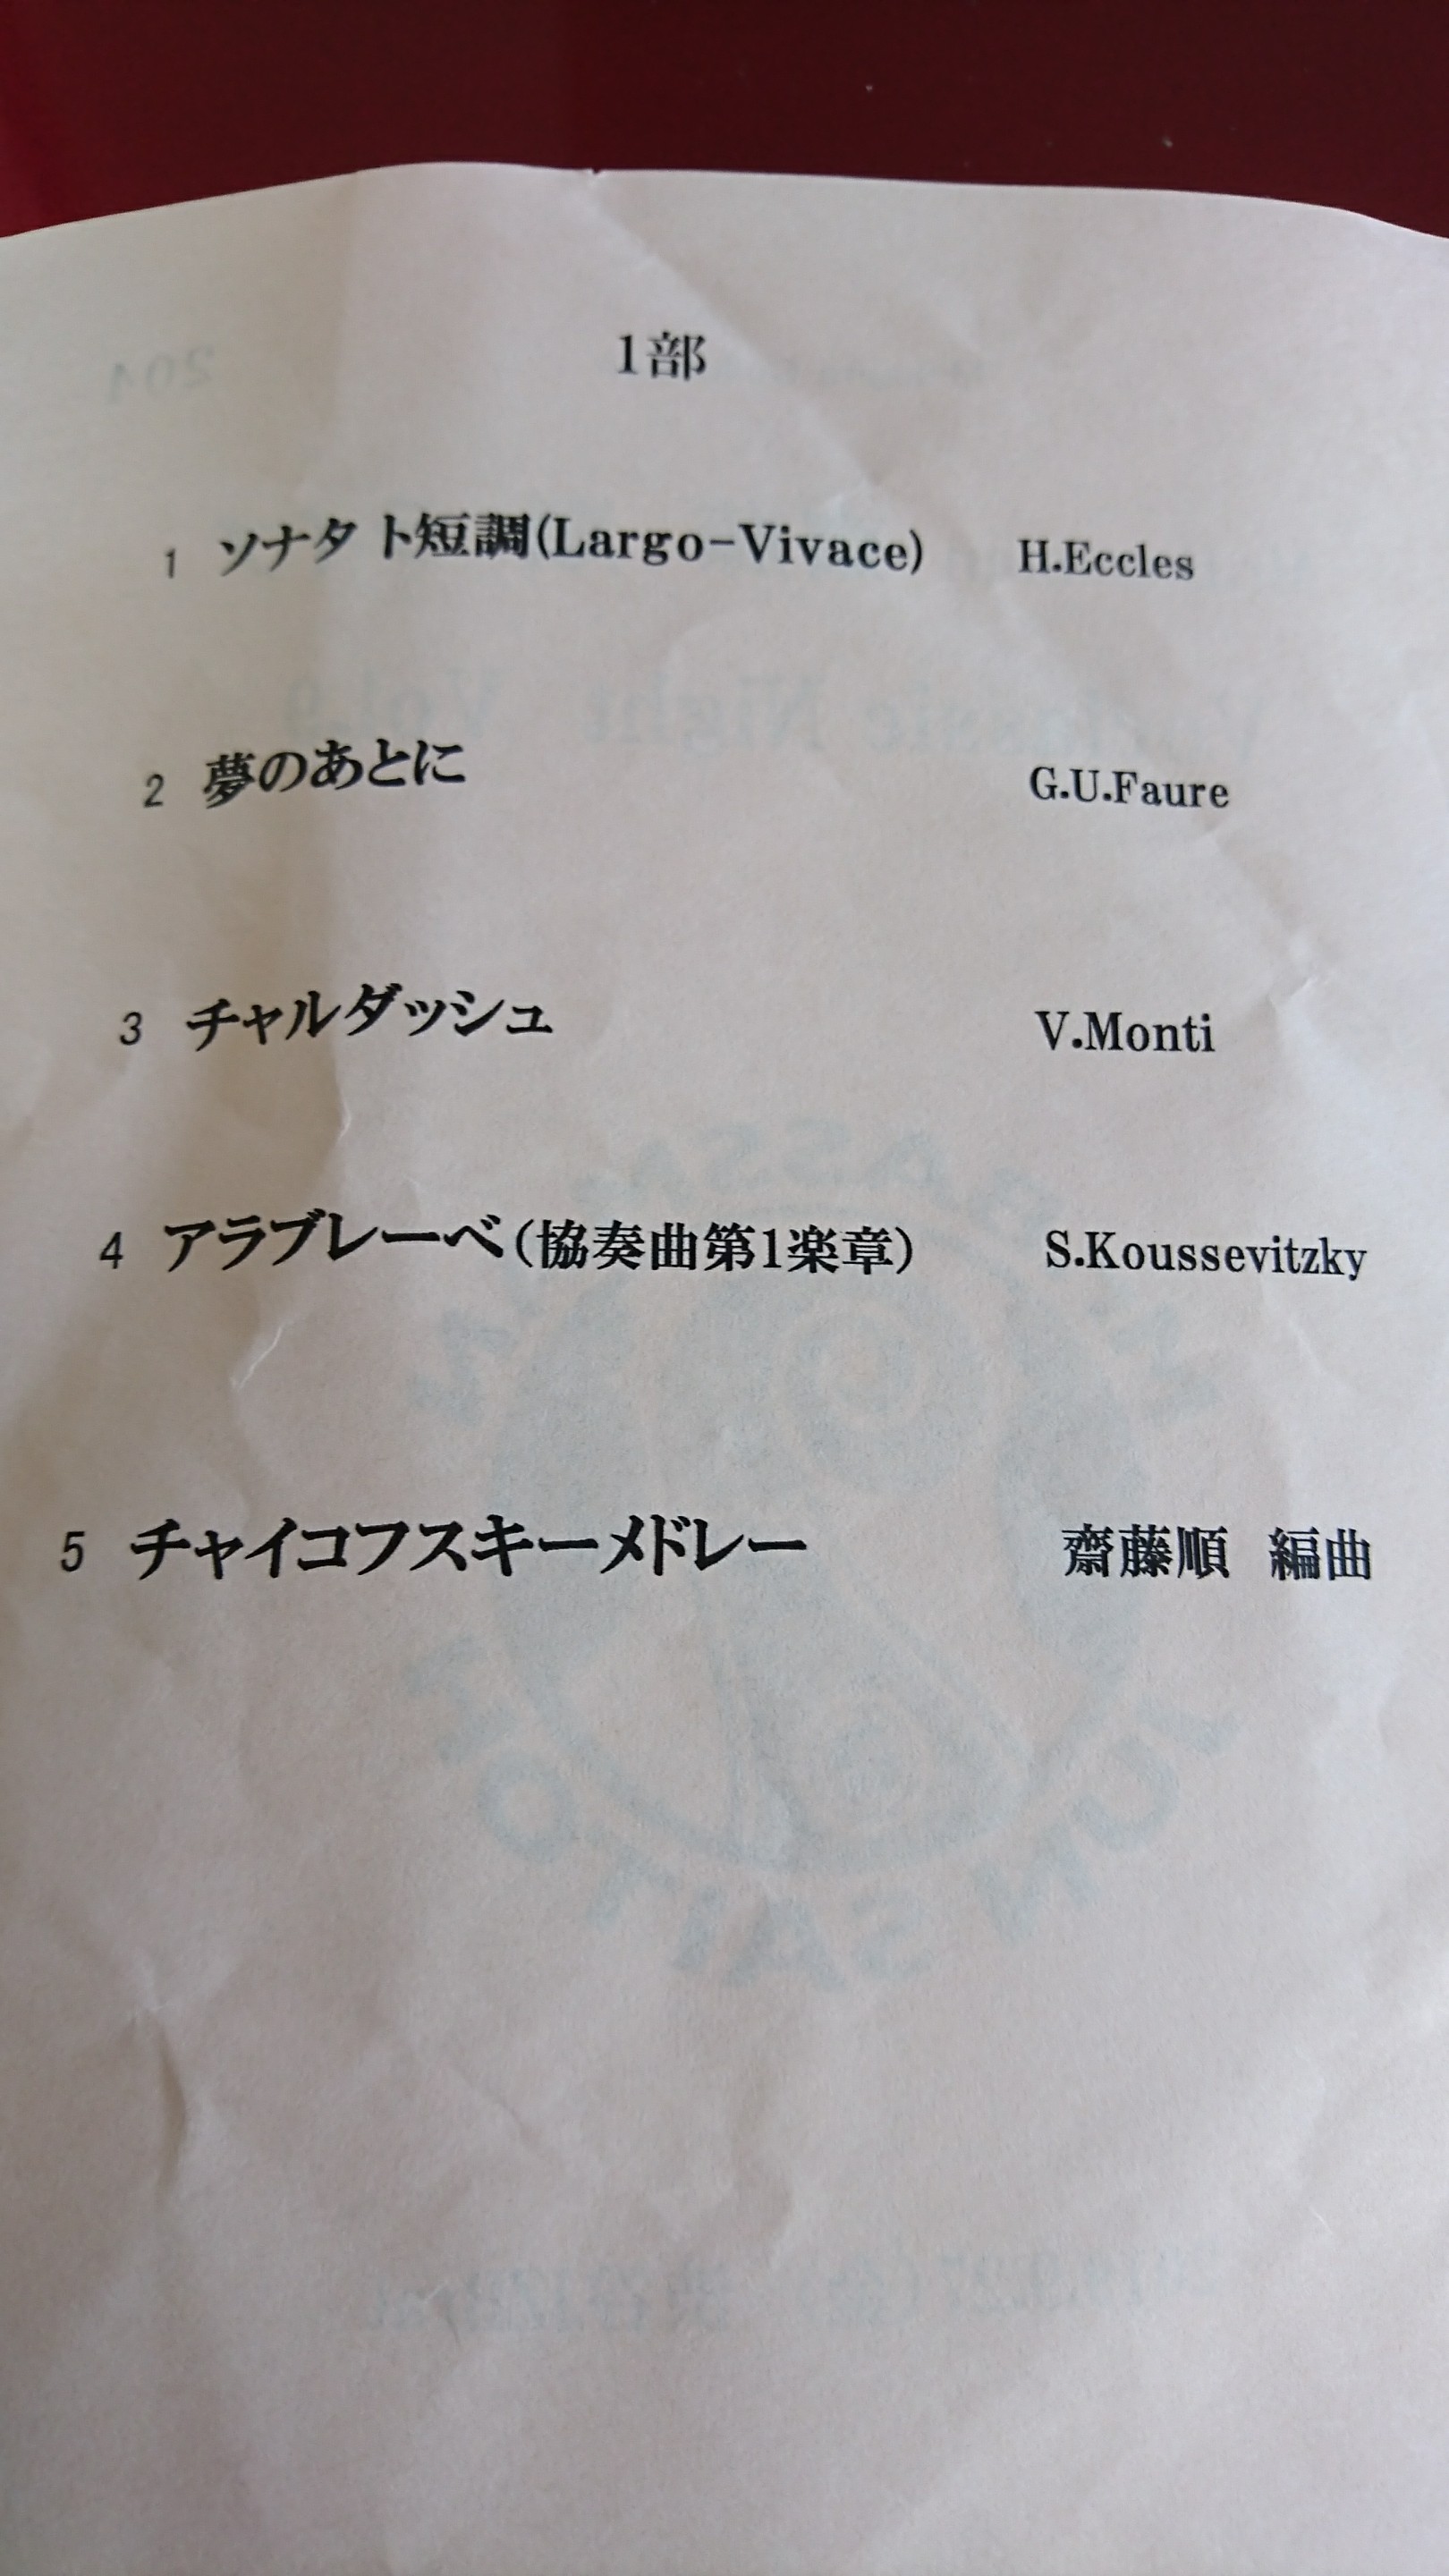 1部
1 ソナタ ト短調(Largo-Vivace) H.Eccles
2 夢のあとに G.U.Faure
3 チャルダッシュ V.Monti
4 アラブレーベ(協奏曲第1楽章) S.Koussevitzky
5 チャイコフスキーメドレー 齋藤順 編曲